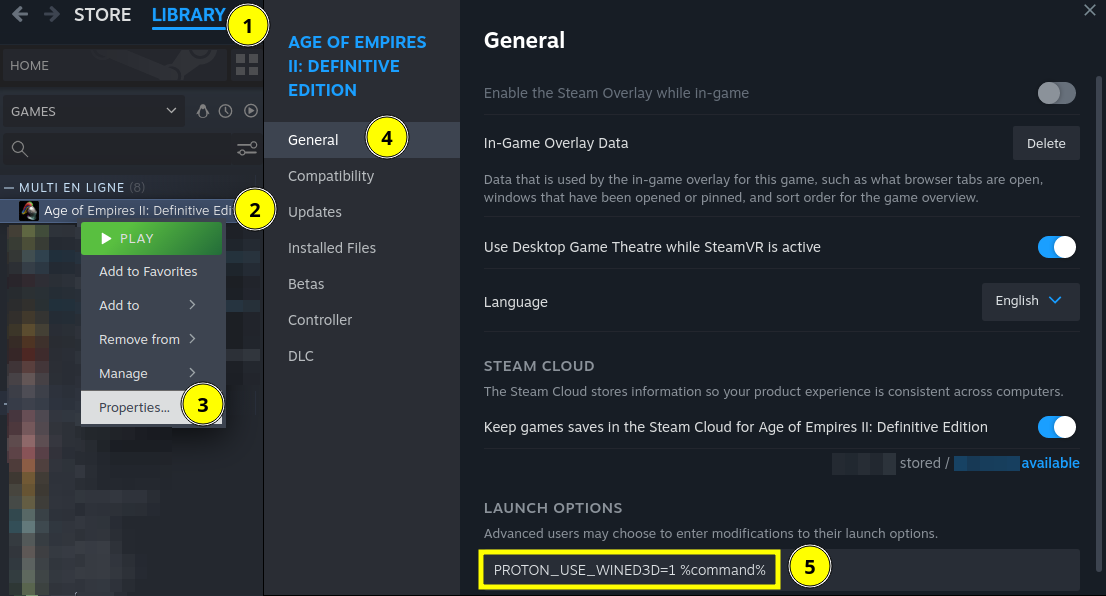 STORE
LIBRARY
1
HOME
GAMES
MULTI EN LIGNE (8)
Age of Empires II: Definitive Edi
2
PLAY
Add to Favorites
Add to
Remove from
Manage
Properties...
3
AGE OF EMPIRES
II: DEFINITIVE
EDITION
General
4
Compatibility
Updates
Installed Files
Betas
Controller
DLC
General
Enable the Steam Overlay while in-game
In-Game Overlay Data
Delete
Data that is used by the in-game overlay for this game, such as what browser tabs are open,
windows that have been opened or pinned, and sort order for the game overview.
Use Desktop Game Theatre while SteamVR is active
Language
English
STEAM CLOUD
The Steam Cloud stores information so your product experience is consistent across computers.
Keep games saves in the Steam Cloud for Age of Empires II: Definitive Edition
stored / available
LAUNCH OPTIONS
Advanced users may choose to enter modifications to their launch options.
PROTON_USE_WINED3D=1 %command%
5